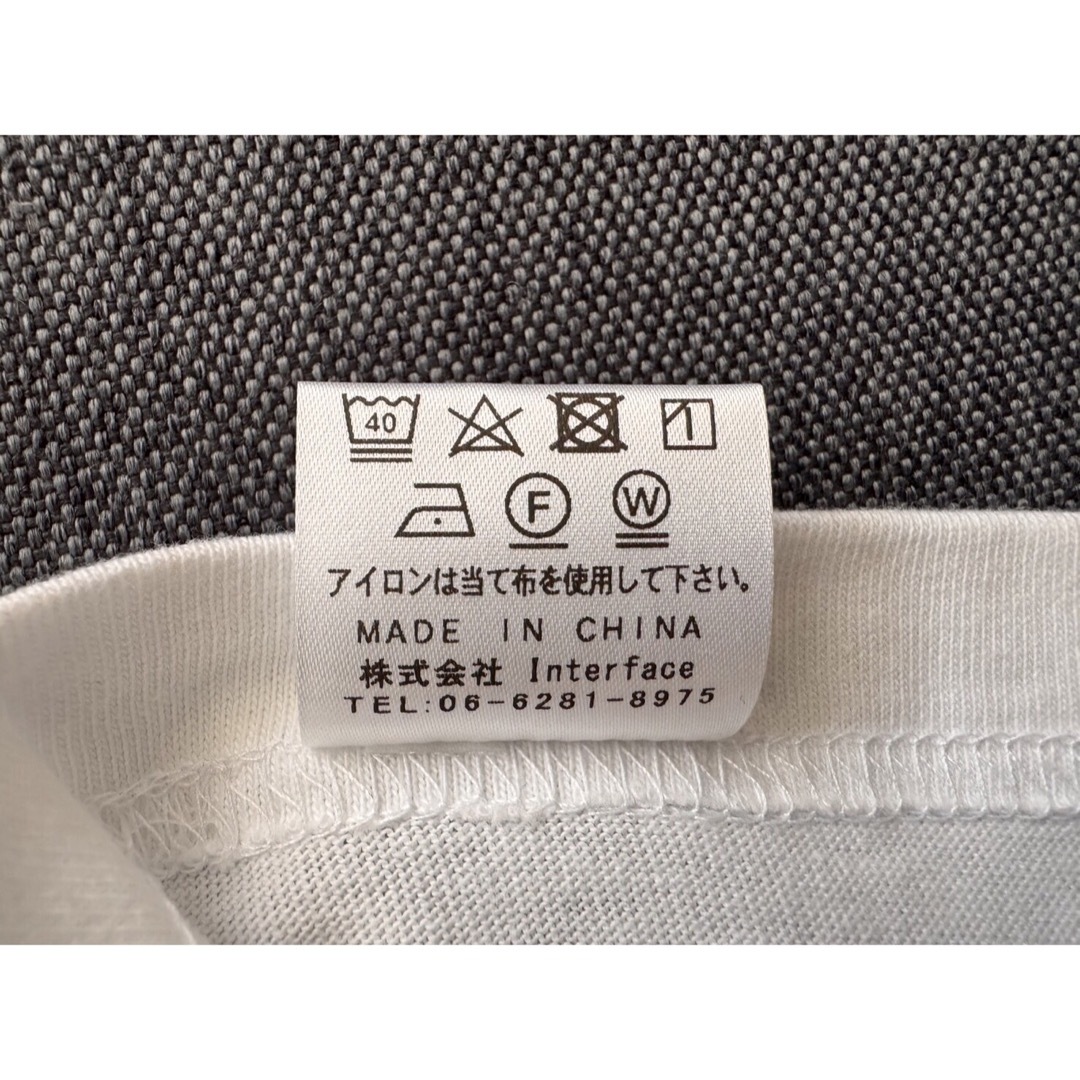 40
F W
アイロンは当て布を使用して下さい。
MADE IN CHINA
株式会社 Interface
TEL:06-6281-8975